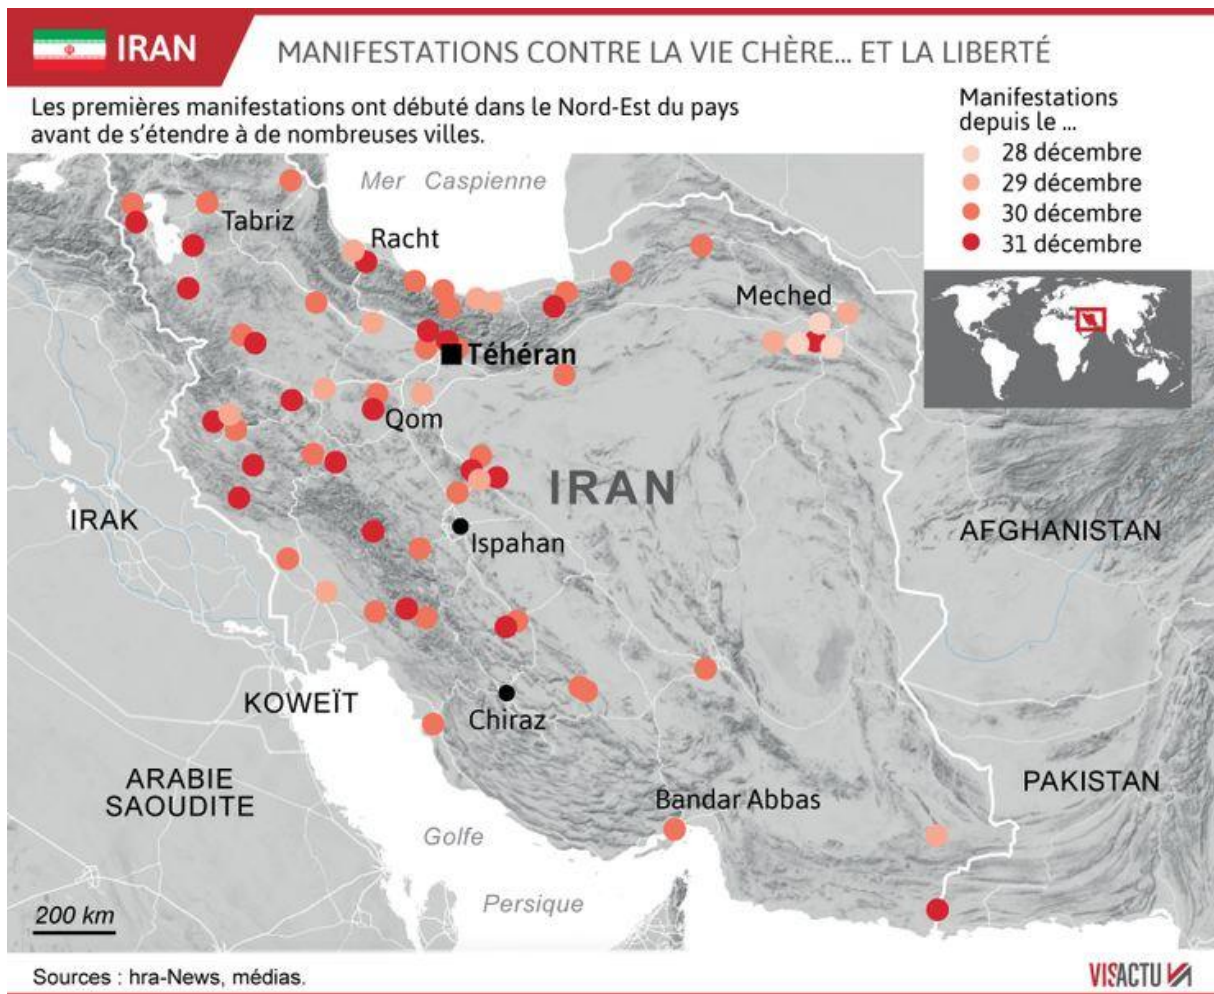 IRAN
MANIFESTATIONS CONTRE LA VIE CHÈRE... ET LA LIBERTÉ
Les premières manifestations ont débuté dans le Nord-Est du pays
avant de s'étendre à de nombreuses villes.
Manifestations
depuis le ...
28 décembre
29 décembre
30 décembre
31 décembre
Mer Caspienne
Tabriz
Racht
Meched
Téhéran
Qom
IRAN
IRAK
Ispahan
AFGHANISTAN
KOWEÏT
Chiraz
ARABIE
SAOUDITE
PAKISTAN
Bandar Abbas
Golfe
Persique
200 km
Sources : hra-News, médias.
VISACTU